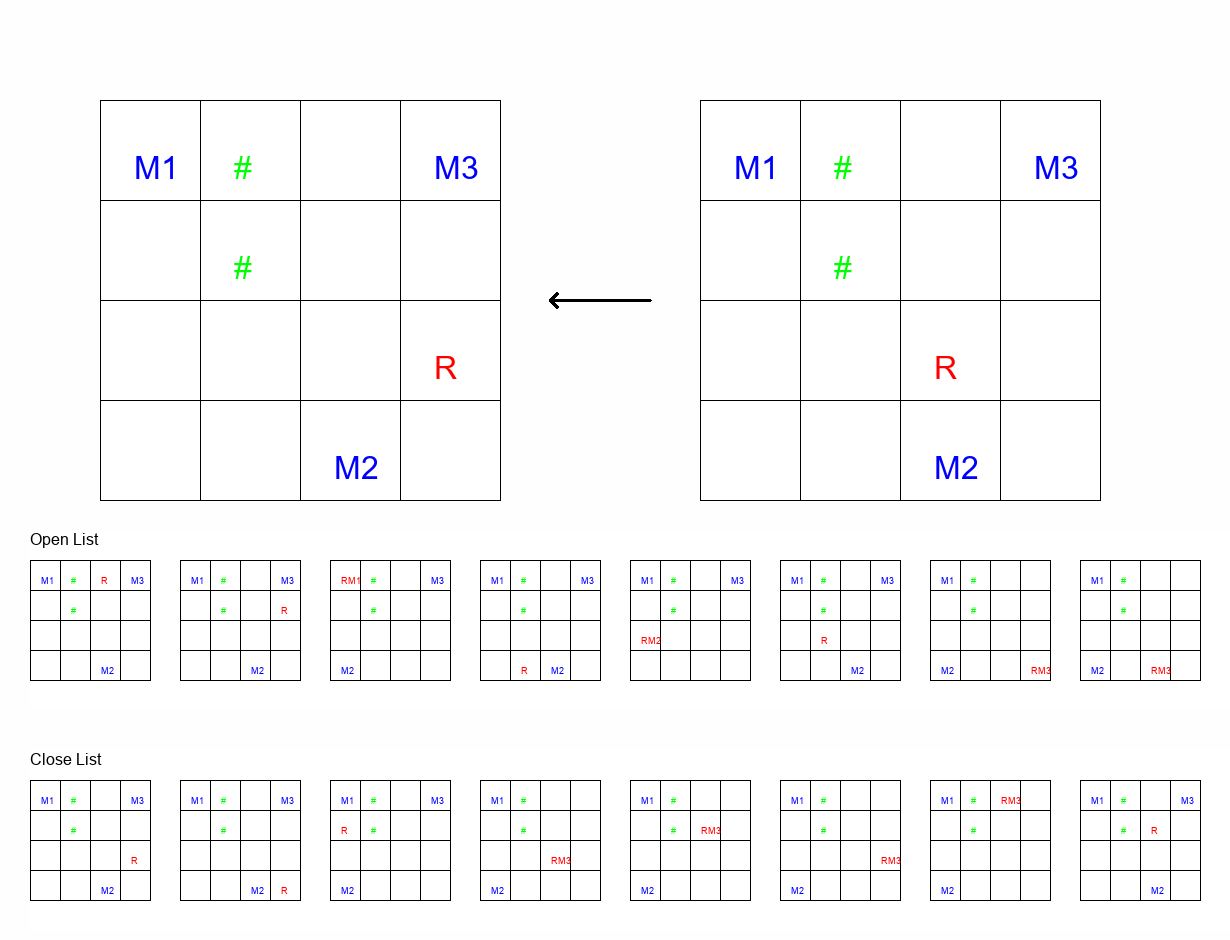 M1 # M3 M1 # M3
# #
R R
M2 M2
Open List
M1 # R M3 M1 # M3 RM1 # M3 M1 # M3 M1 # M3 M1 # M3 M1 # M1 #
# # R # # # # # #
RM2 R
M2 M2 M2 R M2 M2 M2 RM3 M2 RM3
Close List
M1 # M3 M1 # M3 M1 # M3 M1 # M1 # M1 # M1 # RM3 M1 # M3
# # R # # # RM3 # # # R
R RM3 RM3
M2 M2 R M2 M2 M2 M2 M2 M2